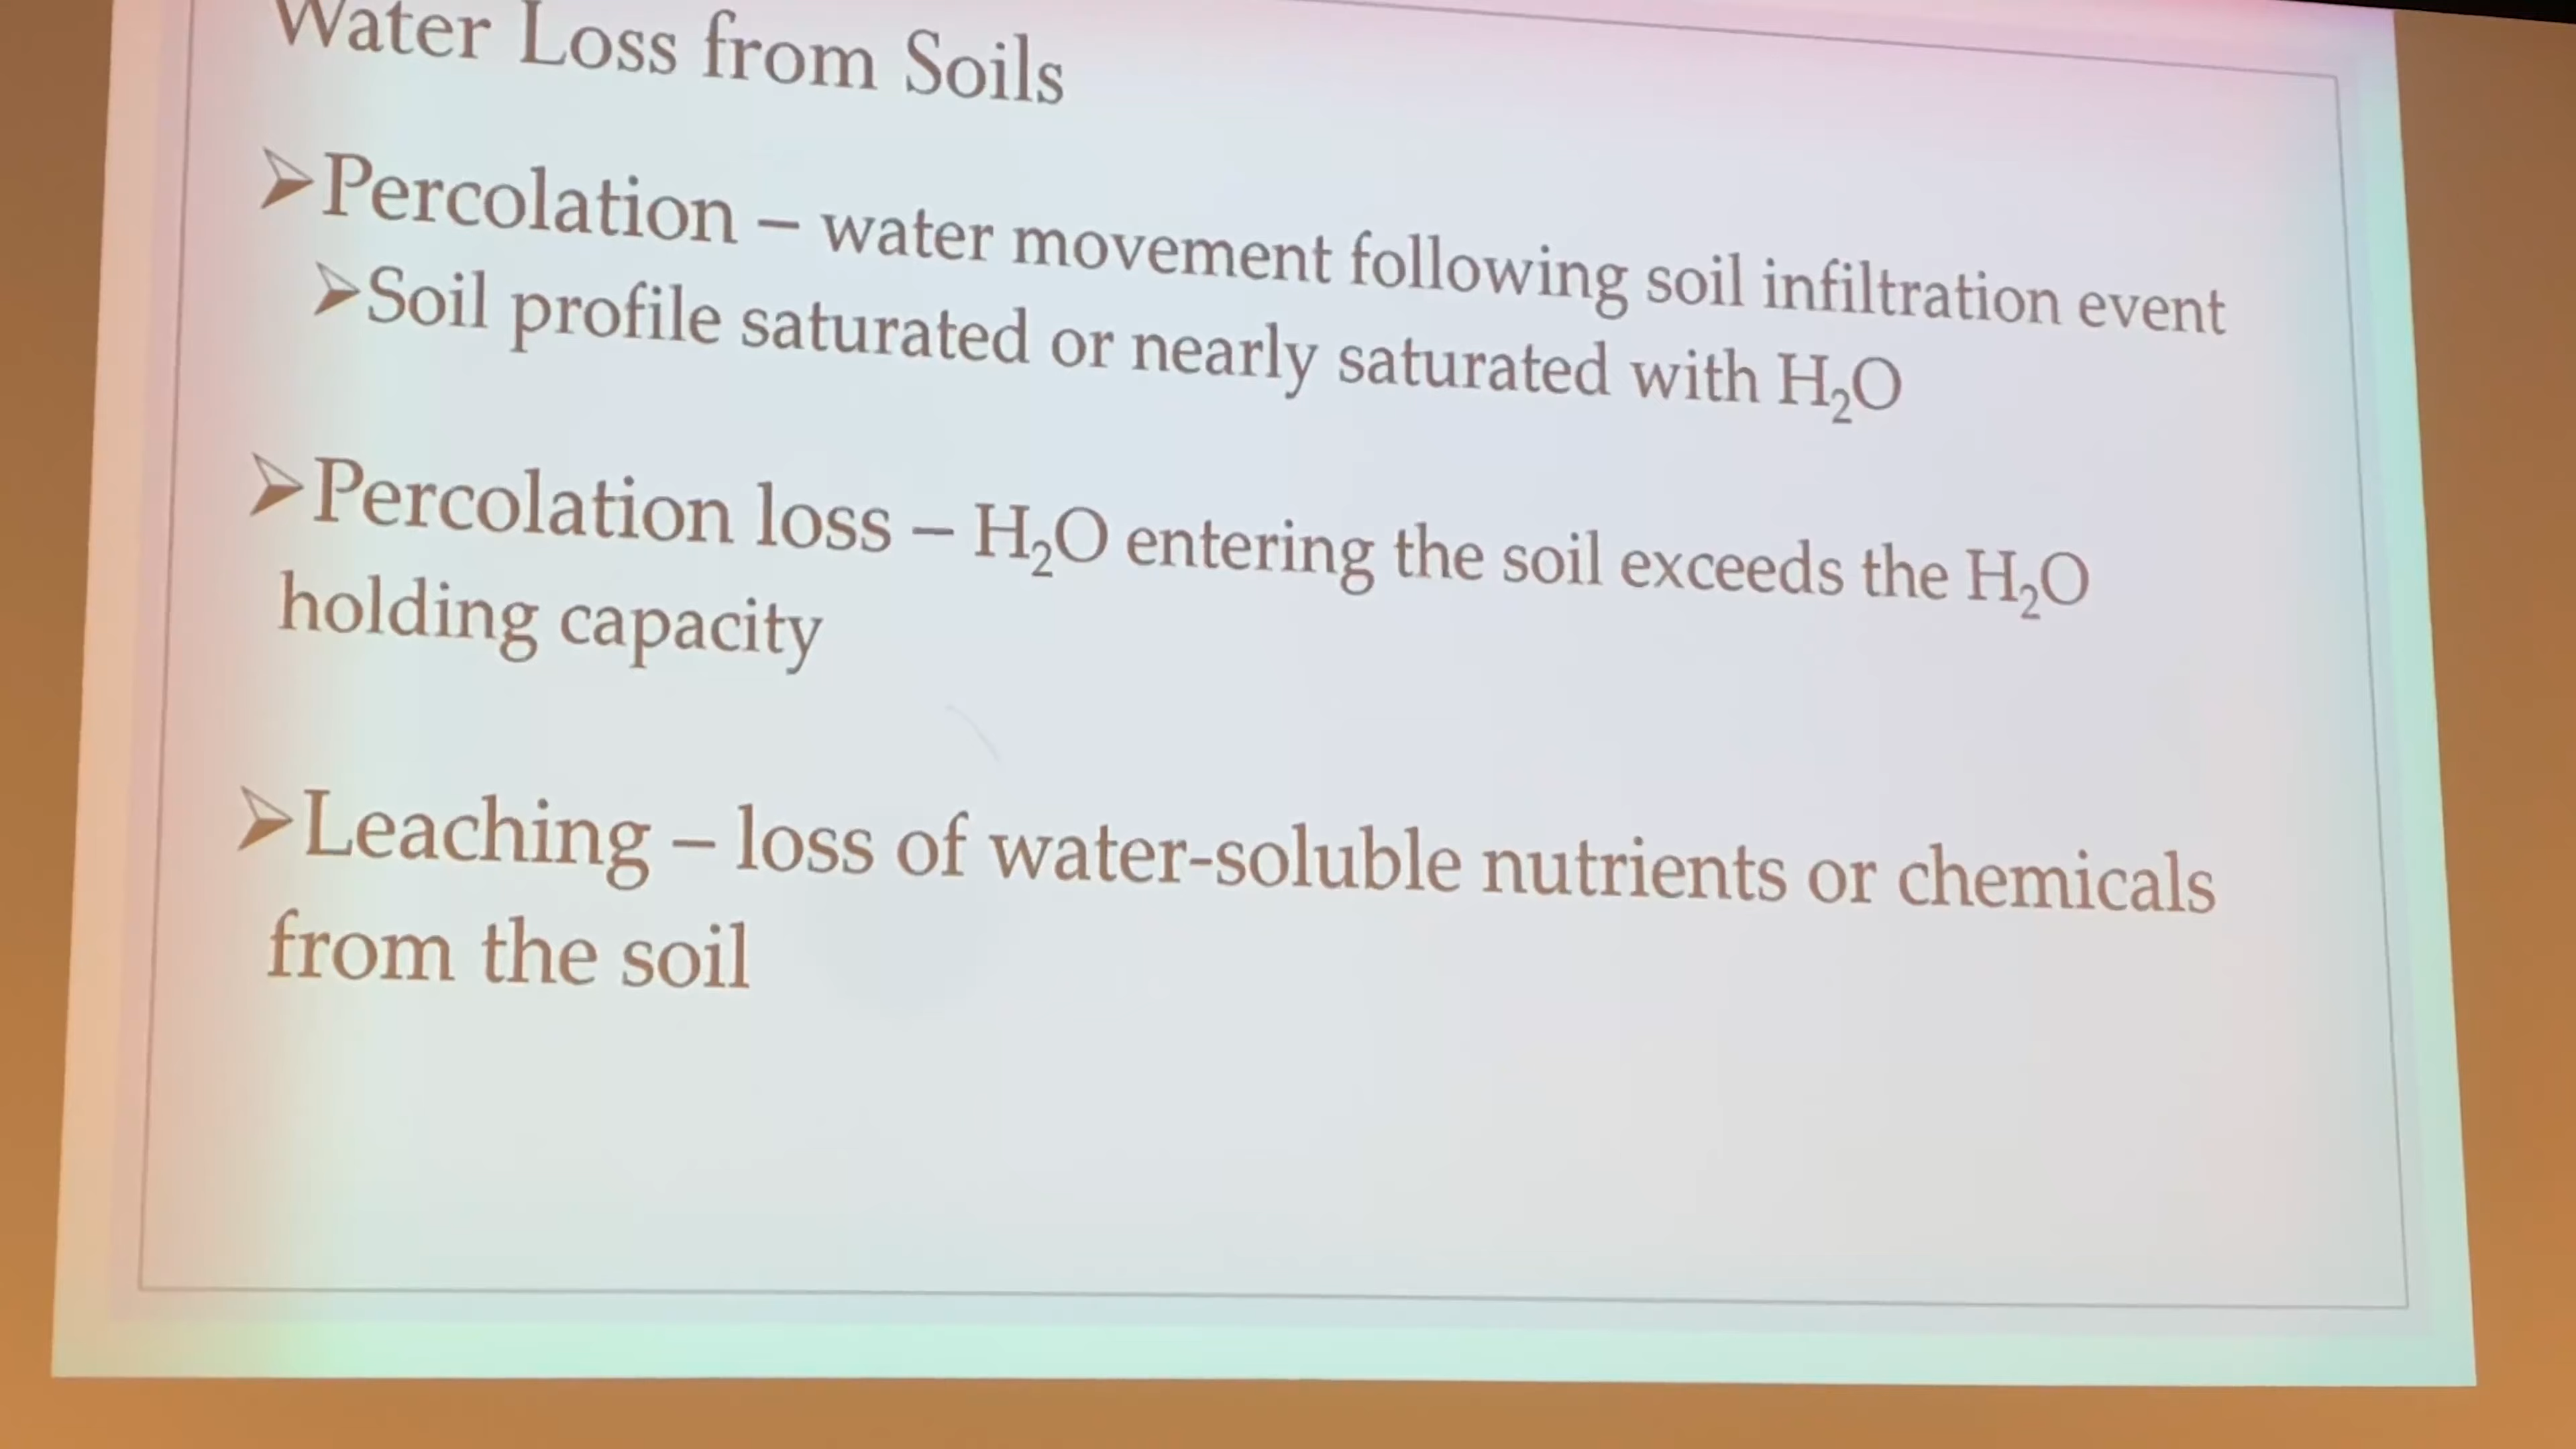 Water Loss from Soils
➢Percolation – water movement following soil infiltration event
➢Soil profile saturated or nearly saturated with H₂O
➢Percolation loss – H₂O entering the soil exceeds the H₂O
holding capacity
➢Leaching – loss of water-soluble nutrients or chemicals
from the soil